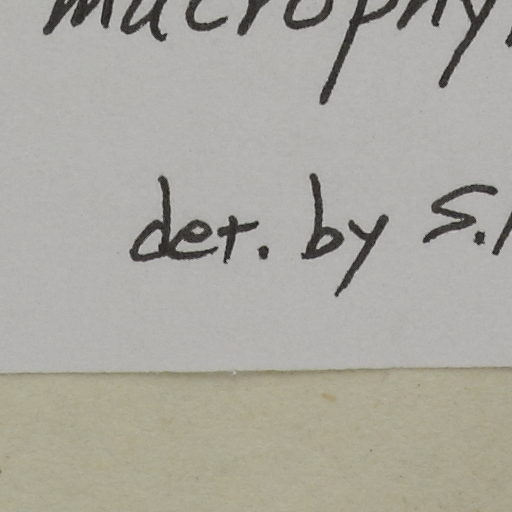 macrophy
det. by S.